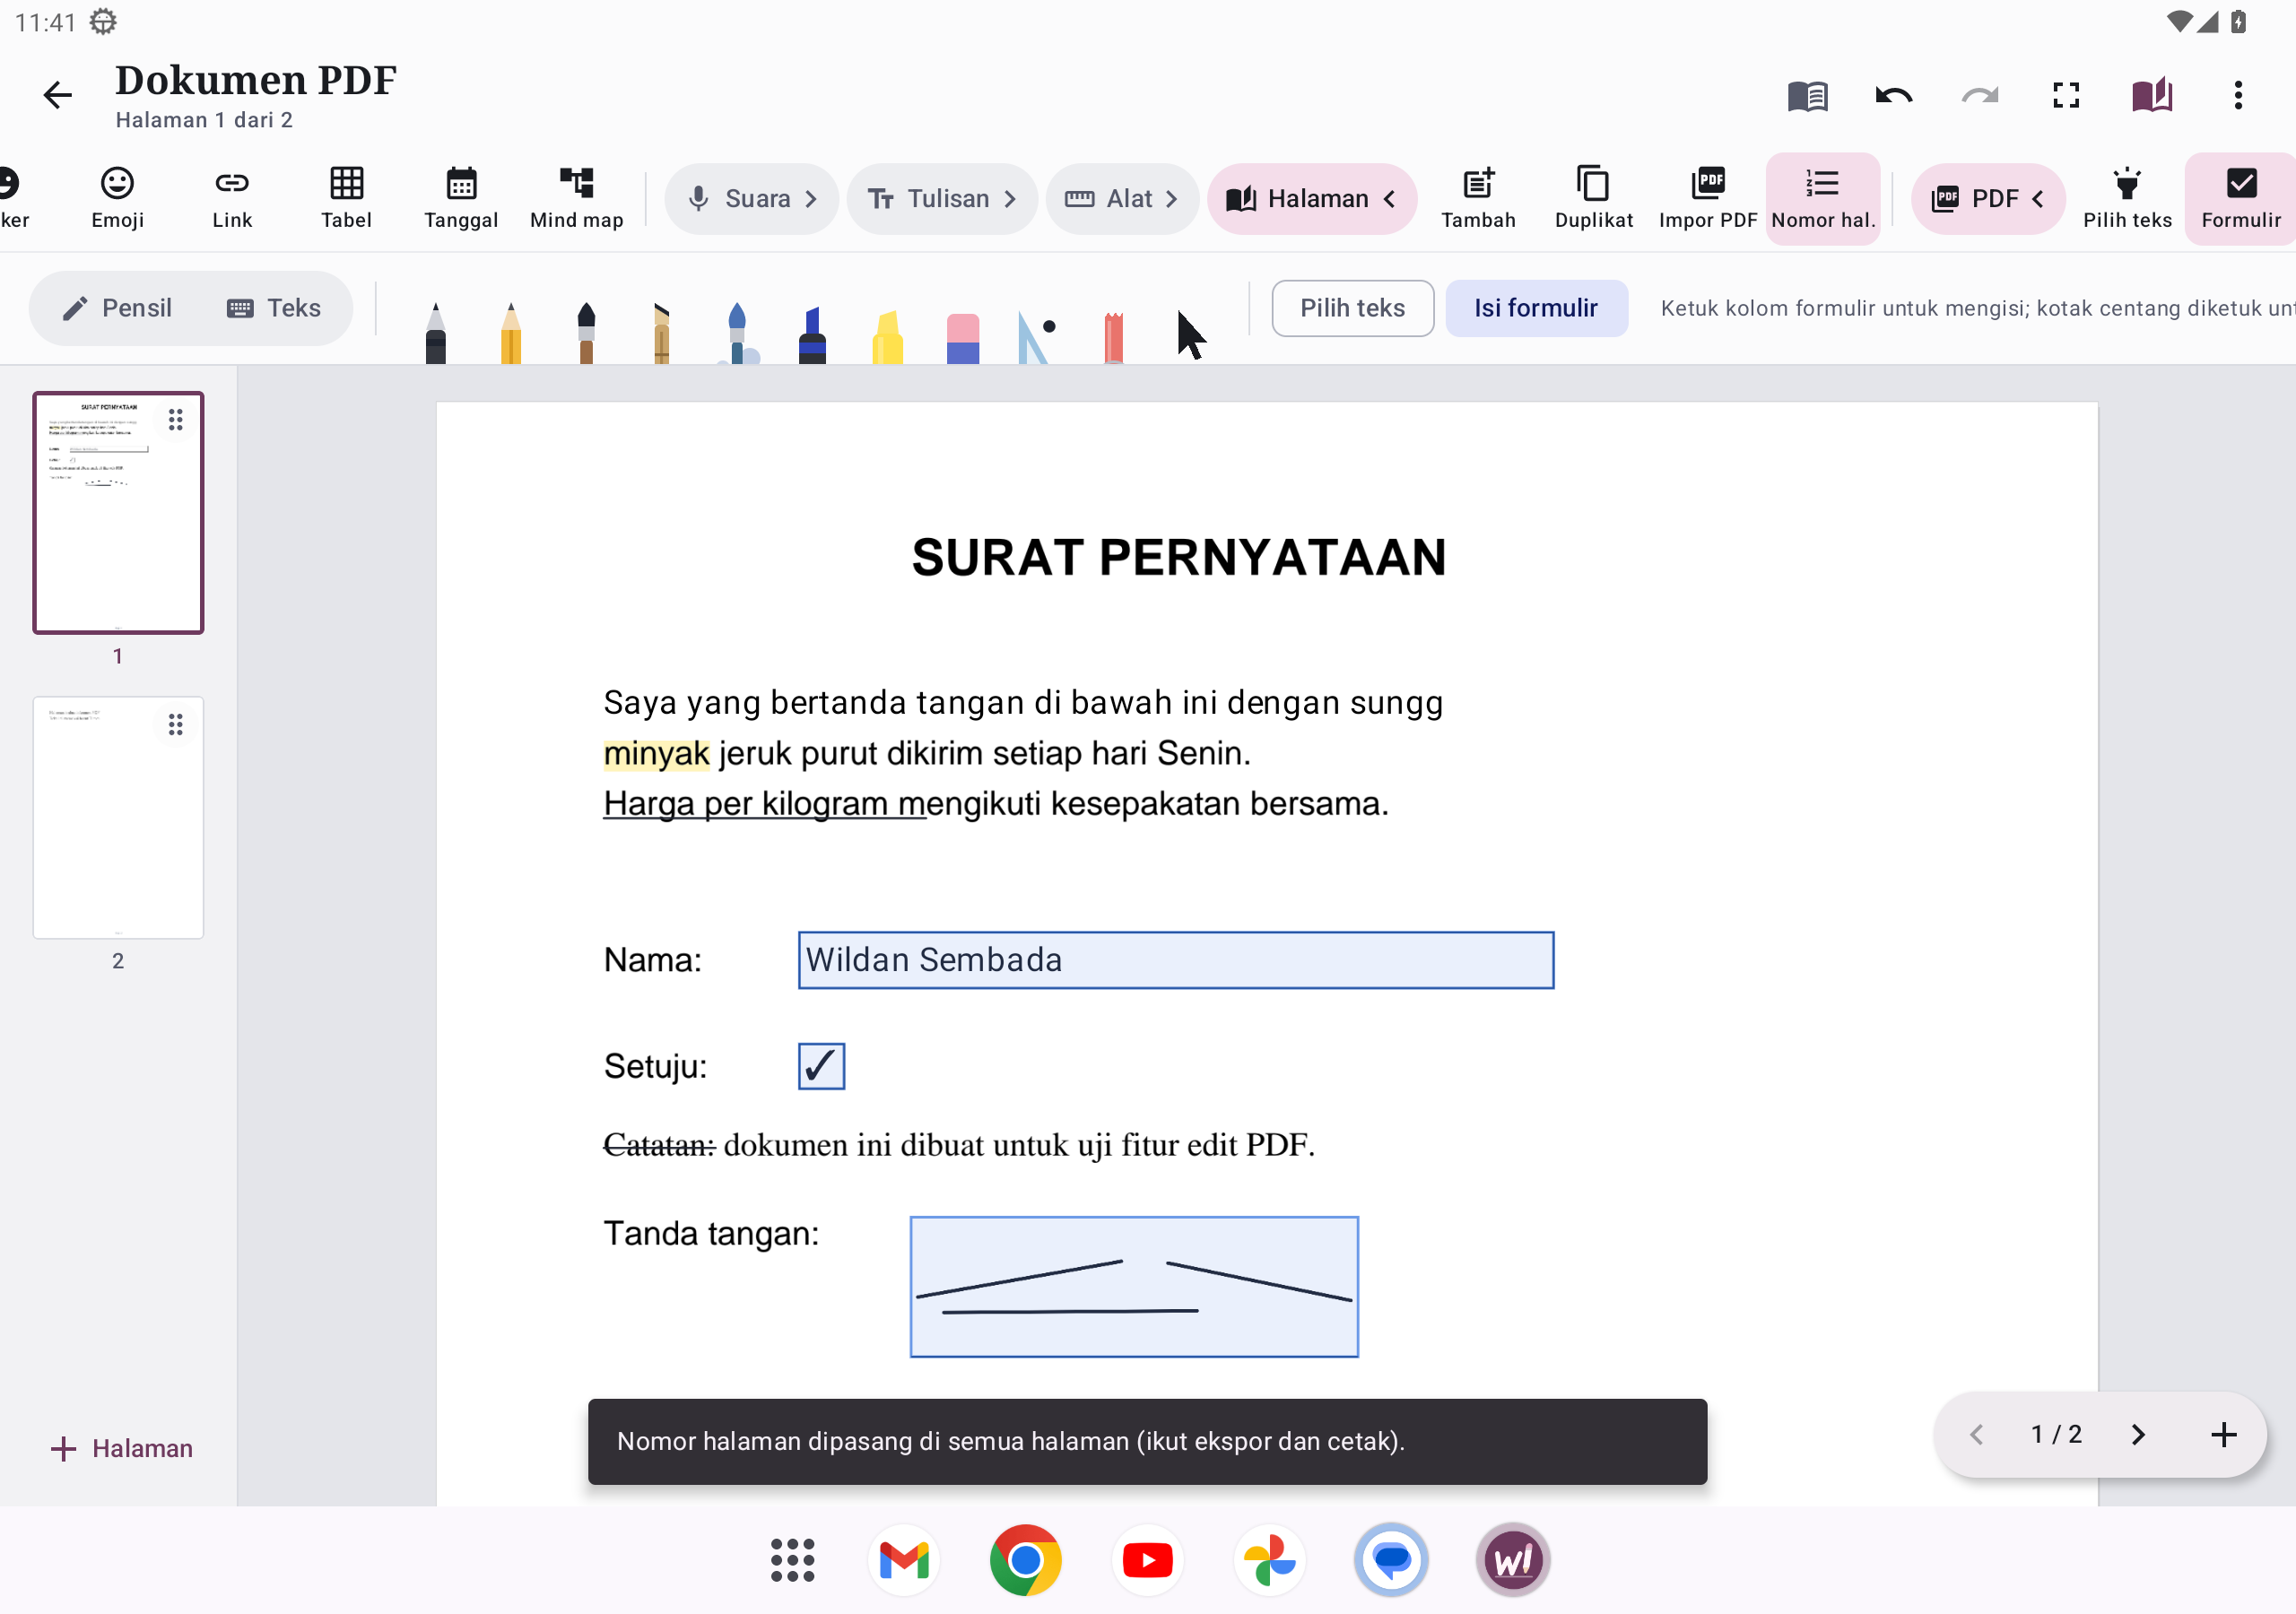 11:41
Dokumen PDF
Halaman 1 dari 2
ker Emoji Link Tabel Tanggal Mind map Suara Tulisan Alat Halaman Tambah Duplikat Impor PDF Nomor hal. PDF Pilih teks Formulir
Pensil Teks Pilih teks Isi formulir Ketuk kolom formulir untuk mengisi; kotak centang diketuk unt
SURAT PERNYATAAN
1
2
Halaman
SURAT PERNYATAAN
Saya yang bertanda tangan di bawah ini dengan sungg
minyak jeruk purut dikirim setiap hari Senin.
Harga per kilogram mengikuti kesepakatan bersama.
Nama: Wildan Sembada
Setuju: ✓
Catatan: dokumen ini dibuat untuk uji fitur edit PDF.
Tanda tangan:
Nomor halaman dipasang di semua halaman (ikut ekspor dan cetak).
1 / 2